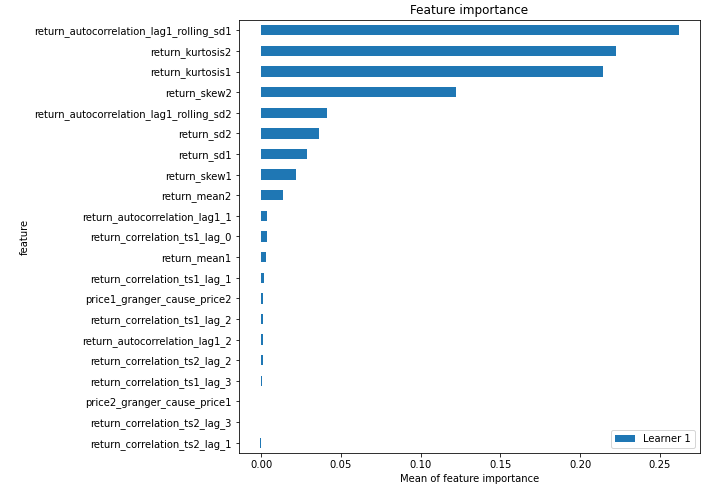 Feature importance
return_autocorrelation_lag1_rolling_sd1
return_kurtosis2
return_kurtosis1
return_skew2
return_autocorrelation_lag1_rolling_sd2
return_sd2
return_sd1
return_skew1
return_mean2
return_autocorrelation_lag1_1
return_correlation_ts1_lag_0
return_mean1
return_correlation_ts1_lag_1
price1_granger_cause_price2
return_correlation_ts1_lag_2
return_autocorrelation_lag1_2
return_correlation_ts2_lag_2
return_correlation_ts1_lag_3
price2_granger_cause_price1
return_correlation_ts2_lag_3
return_correlation_ts2_lag_1
feature
Learner 1
0.00 0.05 0.10 0.15 0.20 0.25
Mean of feature importance